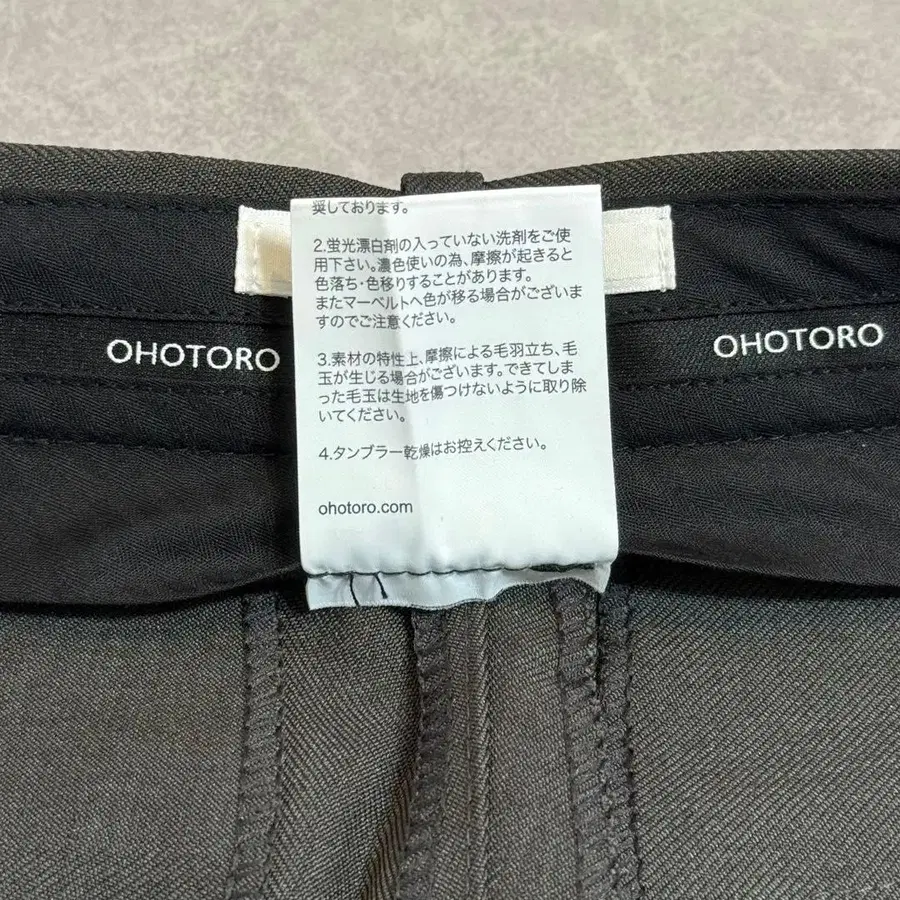 奨しております。
2.蛍光漂白剤の入っていない洗剤をご使
用下さい。濃色使いの為、摩擦が起きると
色落ち・色移りすることがあります。
またマーベルトへ色が移る場合がございま
すのでご注意ください。
3.素材の特性上、摩擦による毛羽立ち、毛
玉が生じる場合がございます。できてしま
った毛玉は生地を傷つけないように取り除
いてください。
4.タンブラー乾燥はお控えください。
ohotoro.com
OHOTORO
OHOTORO